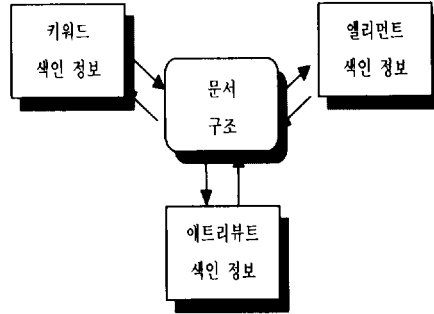 키워드
색인 정보
엘리먼트
색인 정보
문서
구조
애트리뷰트
색인 정보